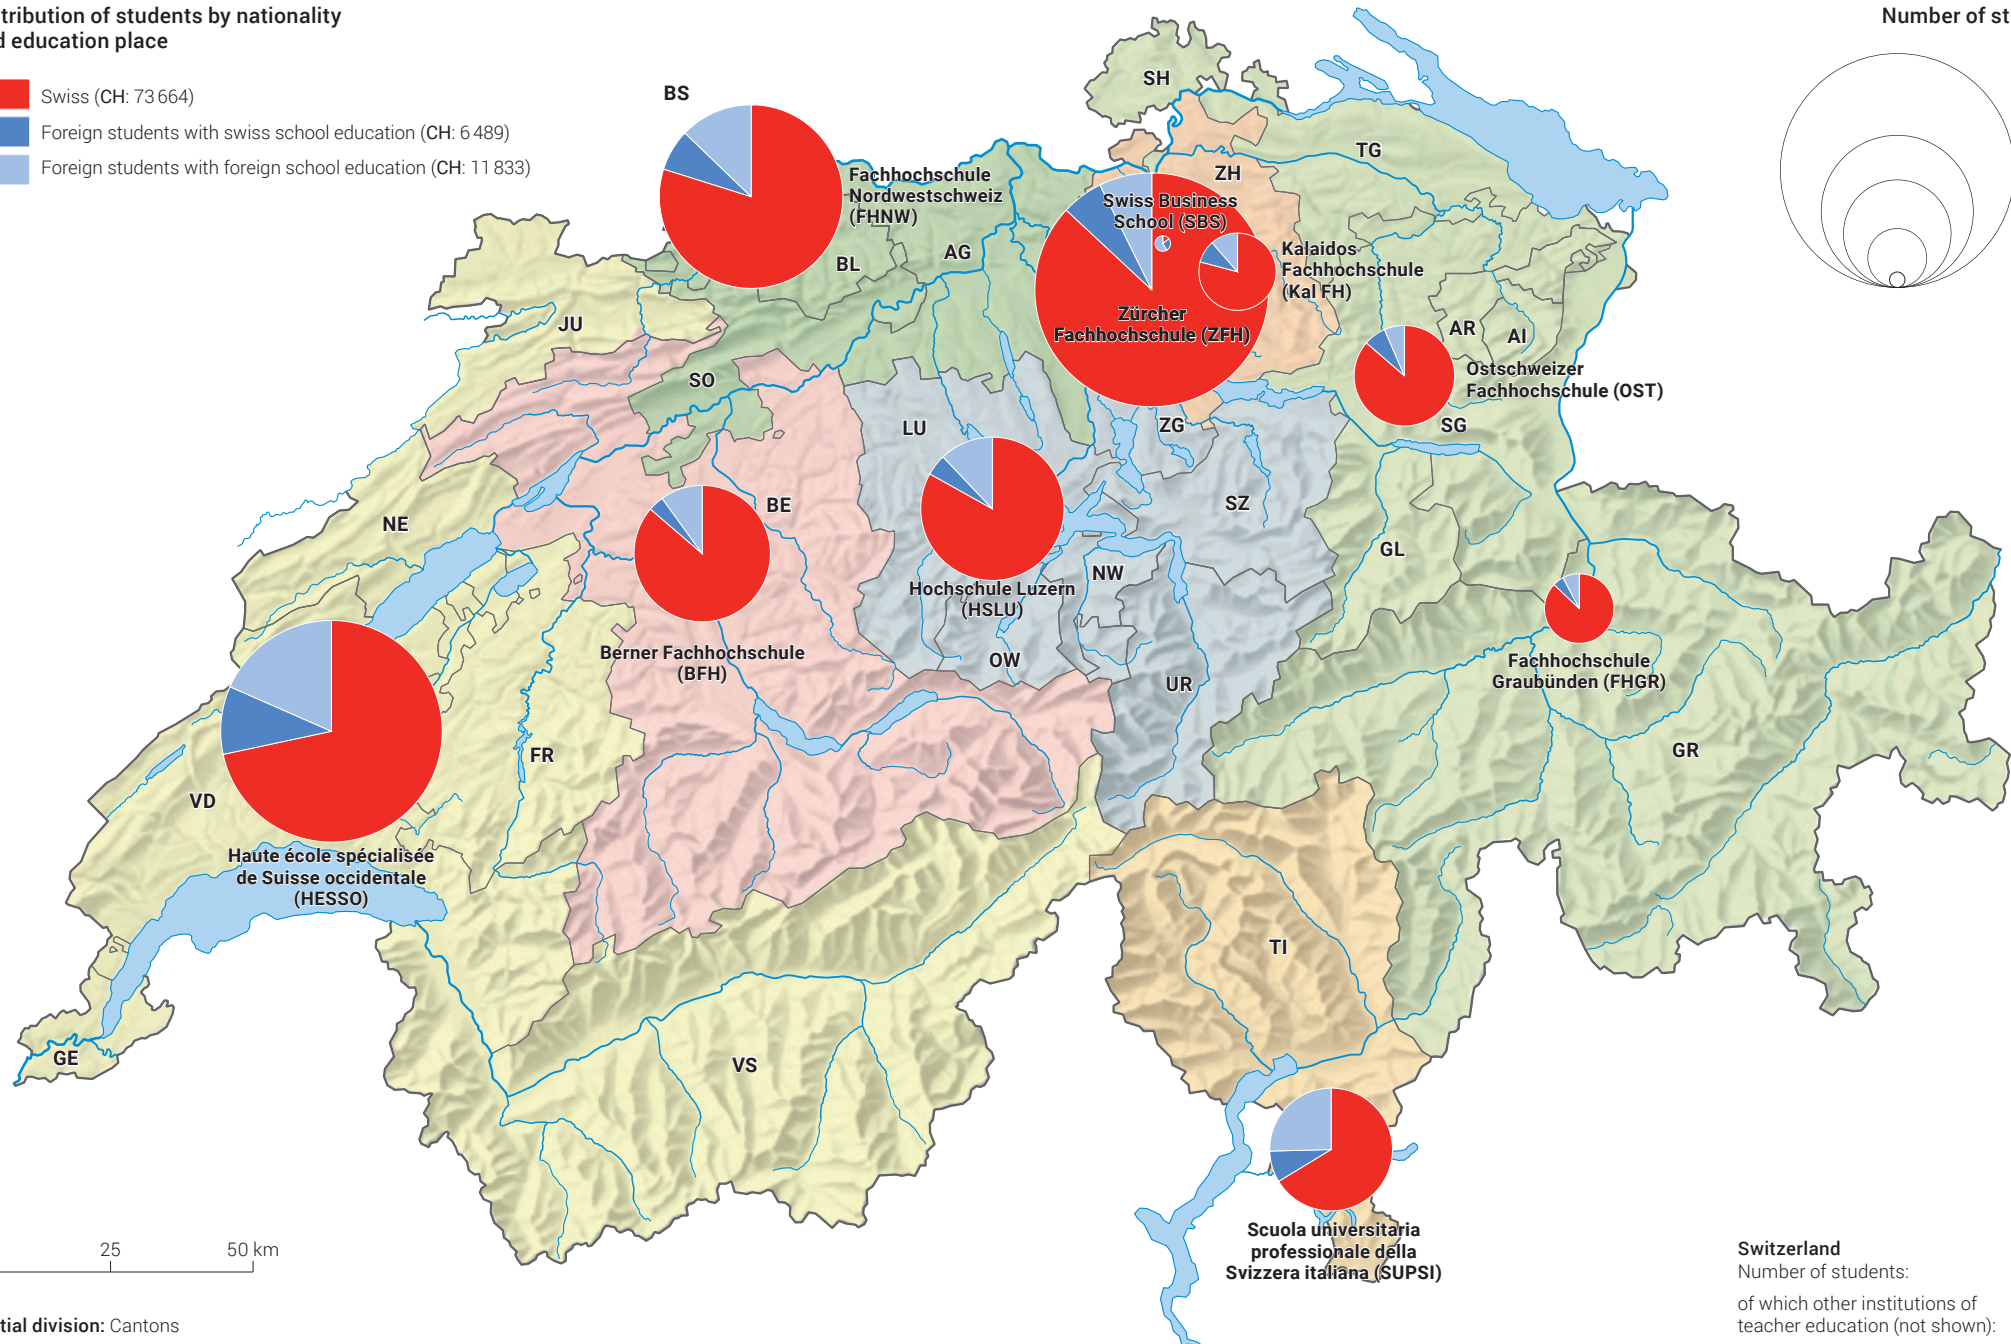 tribution of students by nationality
d education place
Swiss (CH: 73 664)
Foreign students with swiss school education (CH: 6 489)
Foreign students with foreign school education (CH: 11 833)
Number of st
BS
SH
TG
ZH
Fachhochschule
Nordwestschweiz
(FHNW)
BL
AG
Swiss Business
School (SBS)
Kalaidos
Fachhochschule
(Kal FH)
Zürcher
Fachhochschule (ZFH)
JU
AR
AI
SO
Ostschweizer
Fachhochschule (OST)
SG
LU
ZG
BE
SZ
NE
GL
NW
Hochschule Luzern
(HSLU)
Berner Fachhochschule
(BFH)
OW
UR
Fachhochschule
Graubünden (FHGR)
GR
FR
VD
Haute école spécialisée
de Suisse occidentale
(HESSO)
TI
GE
VS
Scuola universitaria
professionale della
Svizzera italiana (SUPSI)
25
50 km
tial division: Cantons
Switzerland
Number of students:
of which other institutions of
teacher education (not shown):